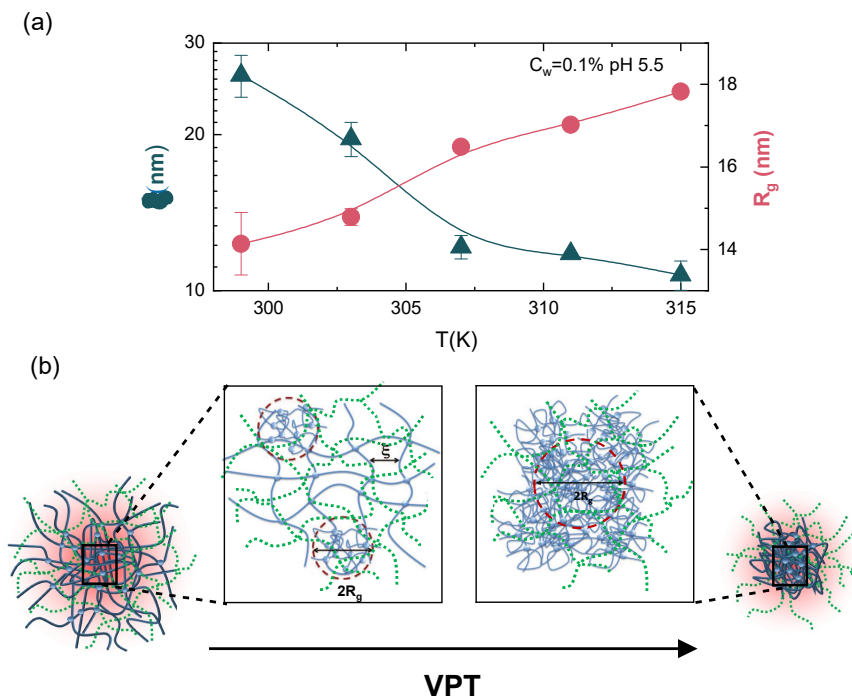 (a)
C_w=0.1% pH 5.5
30
20
10
(nm)
18
16
14
R_g (nm)
300
305
310
315
T(K)
(b)
ξ
2R_g
2R_g
VPT